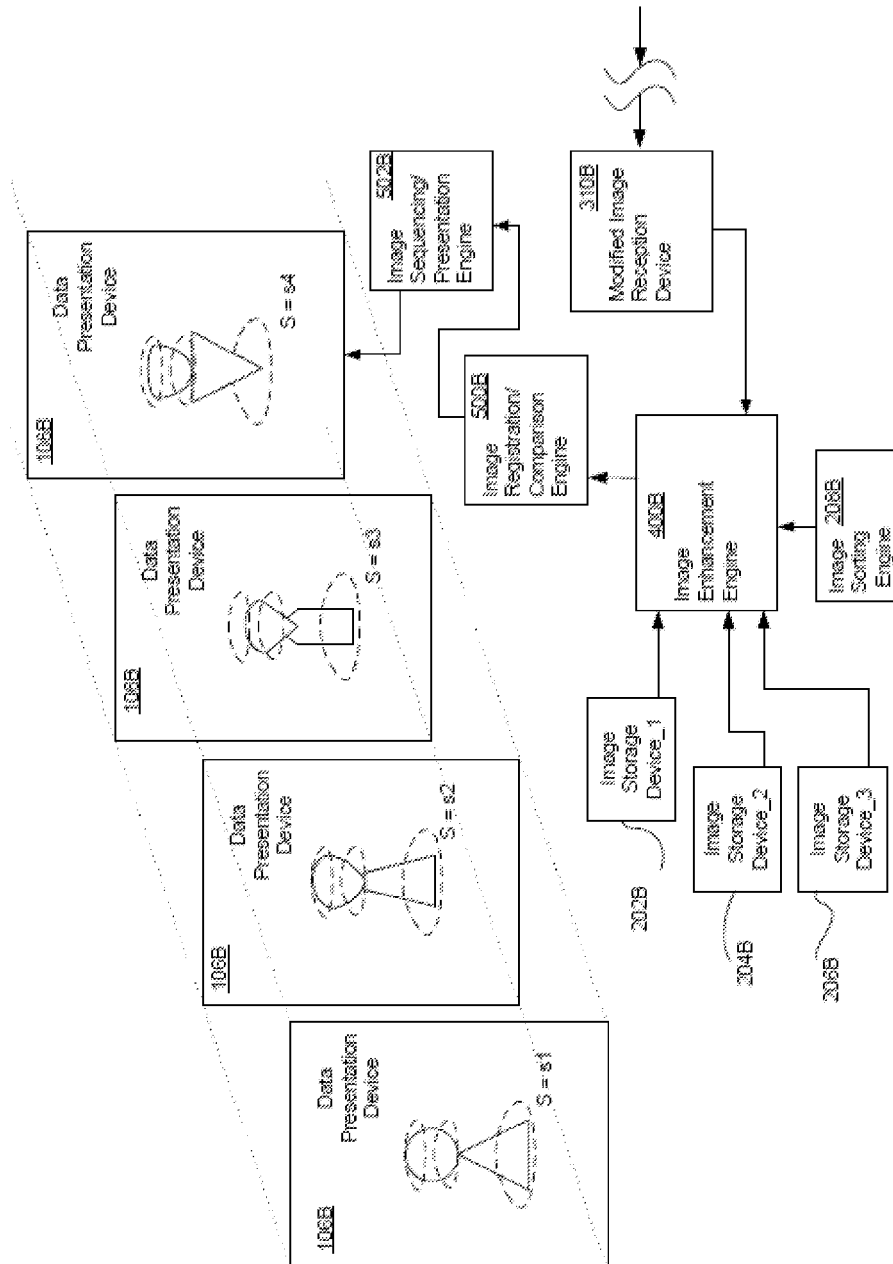 106B
Data
Presentation
Device
S = s1
106B
Data
Presentation
Device
S = s2
106B
Data
Presentation
Device
S = s3
106B
Data
Presentation
Device
S = s4
202B
Image
Storage
Device_1
204B
Image
Storage
Device_2
206B
Image
Storage
Device_3
400B
Image
Enhancement
Engine
Image 208B
Sorting
Engine
500B
Image
Registration/
Comparison
Engine
502B
Image
Sequencing/
Presentation
Engine
310B
Modified Image
Reception
Device